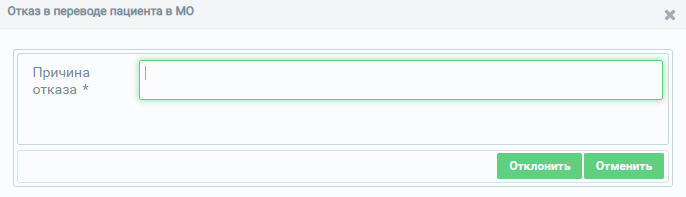 Отказ в переводе пациента в МО
Причина
отказа *
Отклонить Отменить